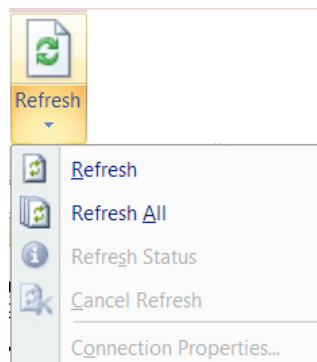 Refresh
Refresh
Refresh All
Refresh Status
Cancel Refresh
Connection Properties...